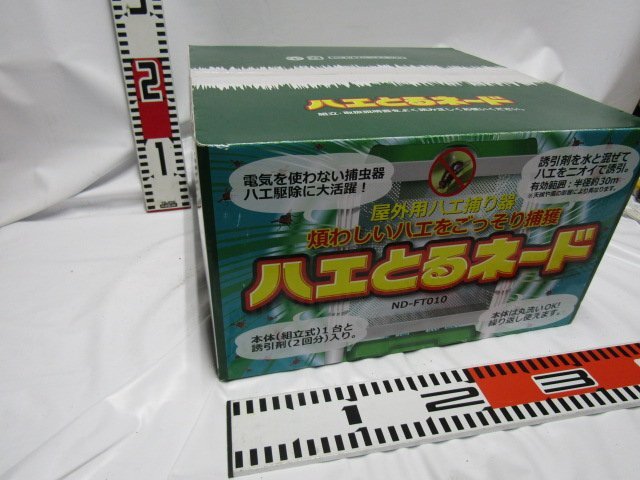 2
1
ハエとるネード
電気を使わない捕虫器
ハエ駆除に大活躍！
誘引剤を水と混ぜて
ハエをニオイで誘引。
有効範囲：半径約30m
屋外用ハエ捕り器
煩わしいハエをごっそり捕獲
ハエとるネード
ND-FT010
本体(組立式)1台と
誘引剤(2回分)入り。
本体は丸洗いOK！
繰り返し使えます。
1 2 3